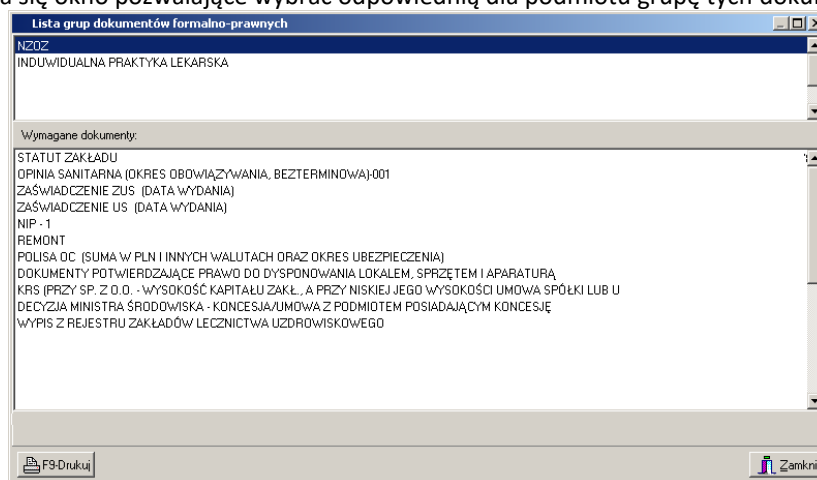 się okno pozwalające wybrać odpowiednią dla podmiotu grupę tych
Lista grup dokumentów formalno-prawnych
NZOZ
INDUWIDUALNA PRAKTYKA LEKARSKA
Wymagane dokumenty:
STATUT ZAKŁADU
OPINIA SANITARNA (OKRES OBOWIĄZYWANIA, BEZTERMINOWA)-001
ZAŚWIADCZENIE ZUS (DATA WYDANIA)
ZAŚWIADCZENIE US (DATA WYDANIA)
NIP - 1
REMONT
POLISA OC (SUMA W PLN I INNYCH WALUTACH ORAZ OKRES UBEZPIECZENIA)
DOKUMENTY POTWIERDZAJĄCE PRAWO DO DYSPONOWANIA LOKALEM, SPRZĘTEM I APARATURĄ
KRS (PRZY SP. Z O.O. - WYSOKOŚĆ KAPITAŁU ZAKŁ., A PRZY NISKIEJ JEGO WYSOKOŚCI UMOWA SPÓŁKI LUB U
DECYZJA MINISTRA ŚRODOWISKA - KONCESJA/UMOWA Z PODMIOTEM POSIADAJĄCYM KONCESJĘ
WYPIS Z REJESTRU ZAKŁADÓW LECZNICTWA UZDROWISKOWEGO
F9-Drukuj
Zamkni